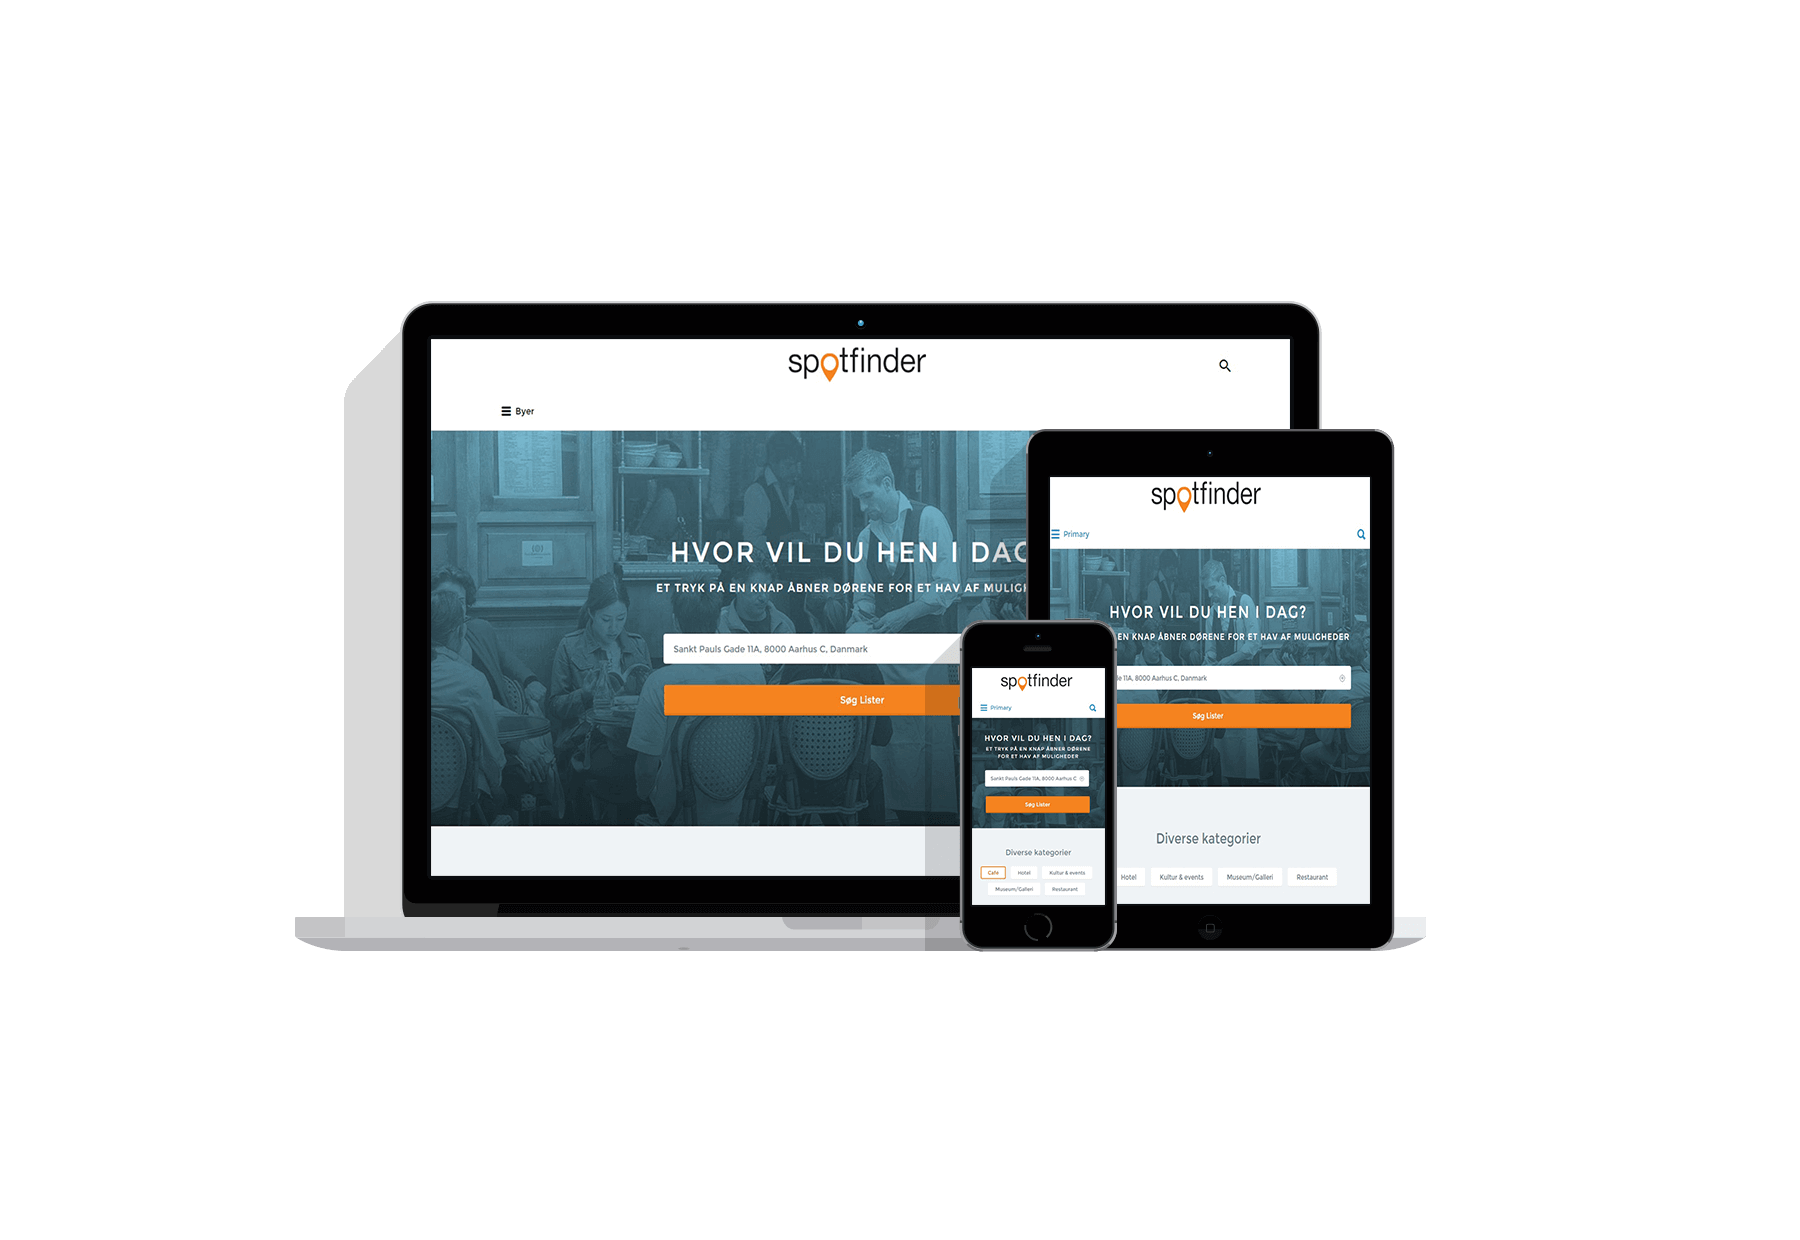 spotfinder
Byer
HVOR VIL DU HEN I DAG
ET TRYK PÅ EN KNAP ÅBNER DØRENE FOR ET HAV AF MULIGH
Sankt Pauls Gade 11A, 8000 Aarhus C, Danmark
Søg Lister
spotfinder
Primary
HVOR VIL DU HEN I DAG?
EN KNAP ÅBNER DØRENE FOR ET HAV AF MULIGHEDER
11A, 8000 Aarhus C, Danmark
Søg Lister
Diverse kategorier
Hotel Kultur & events Museum/Galleri Restaurant
spotfinder
Primary
HVOR VIL DU HEN I DAG?
ET TRYK PÅ EN KNAP ÅBNER DØRENE
FOR ET HAV AF MULIGHEDER
Sankt Pauls Gade 11A, 8000 Aarhus C
Søg Lister
Diverse kategorier
Cafe Hotel Kultur & events
Museum/Galleri Restaurant